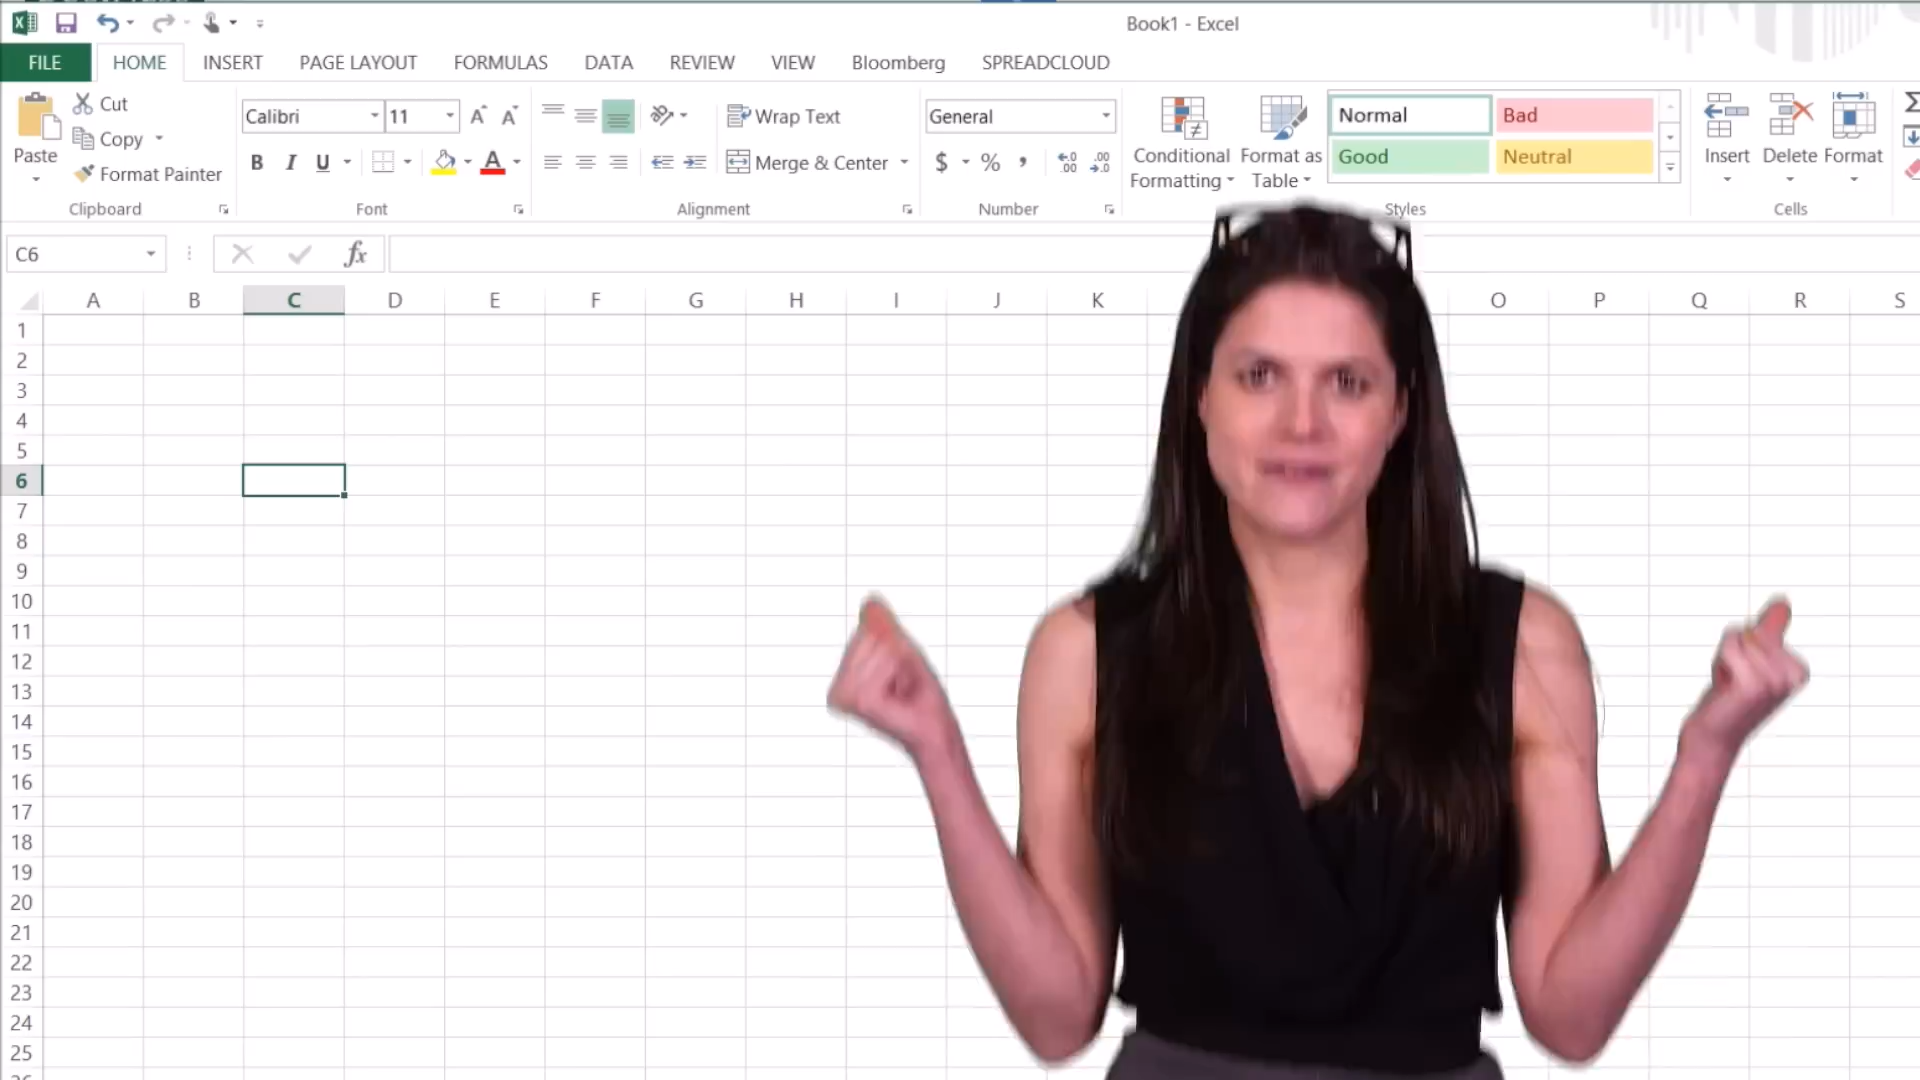 Book1 - Excel
FILE HOME INSERT PAGE LAYOUT FORMULAS DATA REVIEW VIEW Bloomberg SPREADCLOUD
Cut
Copy
Format Painter
Paste
Clipboard
Calibri 11
B I U A
Font
Wrap Text
Merge & Center
Alignment
General
$ % ,
Number
Conditional Formatting
Format as Table
Normal Bad
Good Neutral
Styles
Insert Delete Format
Cells
C6 fx
A B C D E F G H I J K O P Q R S
1
2
3
4
5
6
7
8
9
10
11
12
13
14
15
16
17
18
19
20
21
22
23
24
25